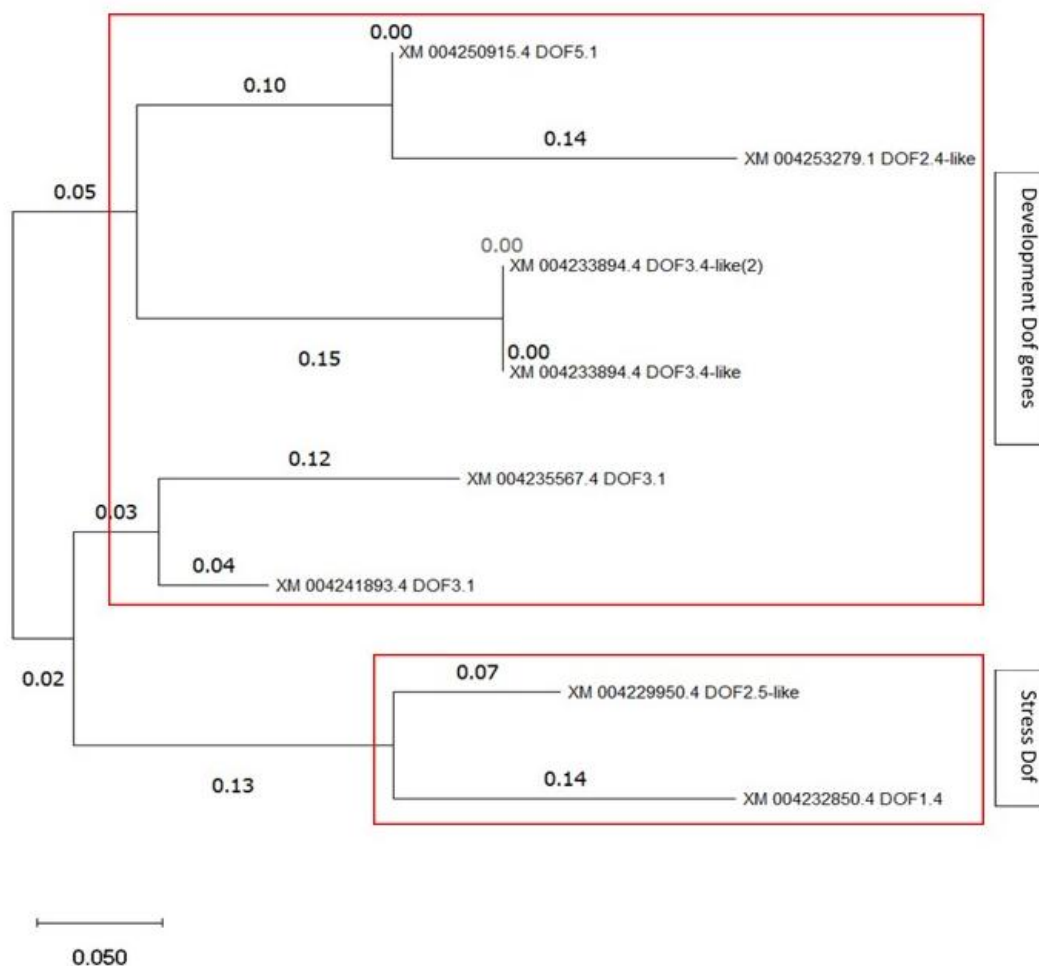 0.00
XM 004250915.4 DOF5.1
0.10
0.14
XM 004253279.1 DOF2.4-like
0.05
0.00
XM 004233894.4 DOF3.4-like(2)
0.00
XM 004233894.4 DOF3.4-like
0.15
Development Dof genes
0.12
XM 004235567.4 DOF3.1
0.03
0.04
XM 004241893.4 DOF3.1
0.02
0.07
XM 004229950.4 DOF2.5-like
0.13
0.14
XM 004232850.4 DOF1.4
Stress Dof
0.050